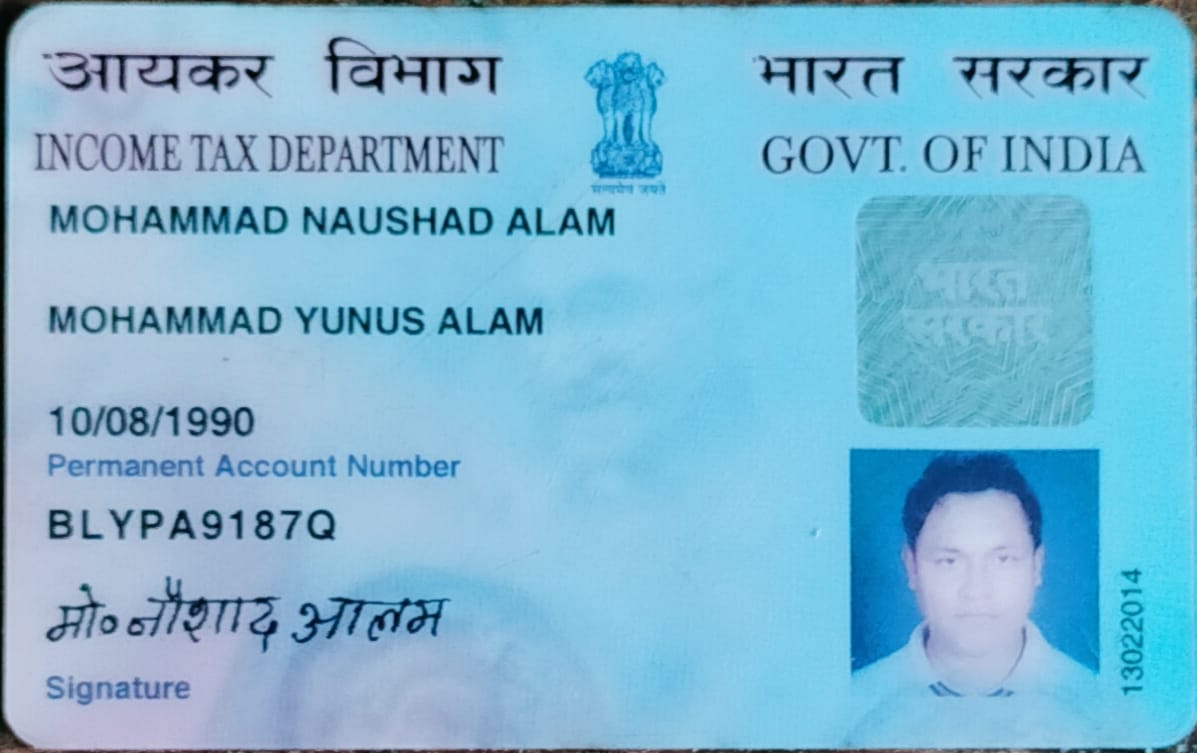 आयकर विभाग
भारत सरकार
INCOME TAX DEPARTMENT
GOVT. OF INDIA
सत्यमेव जयते
MOHAMMAD NAUSHAD ALAM
भारत
सरकार
MOHAMMAD YUNUS ALAM
10/08/1990
Permanent Account Number
BLYPA9187Q
मो० नौशाद आलम
Signature
13022014